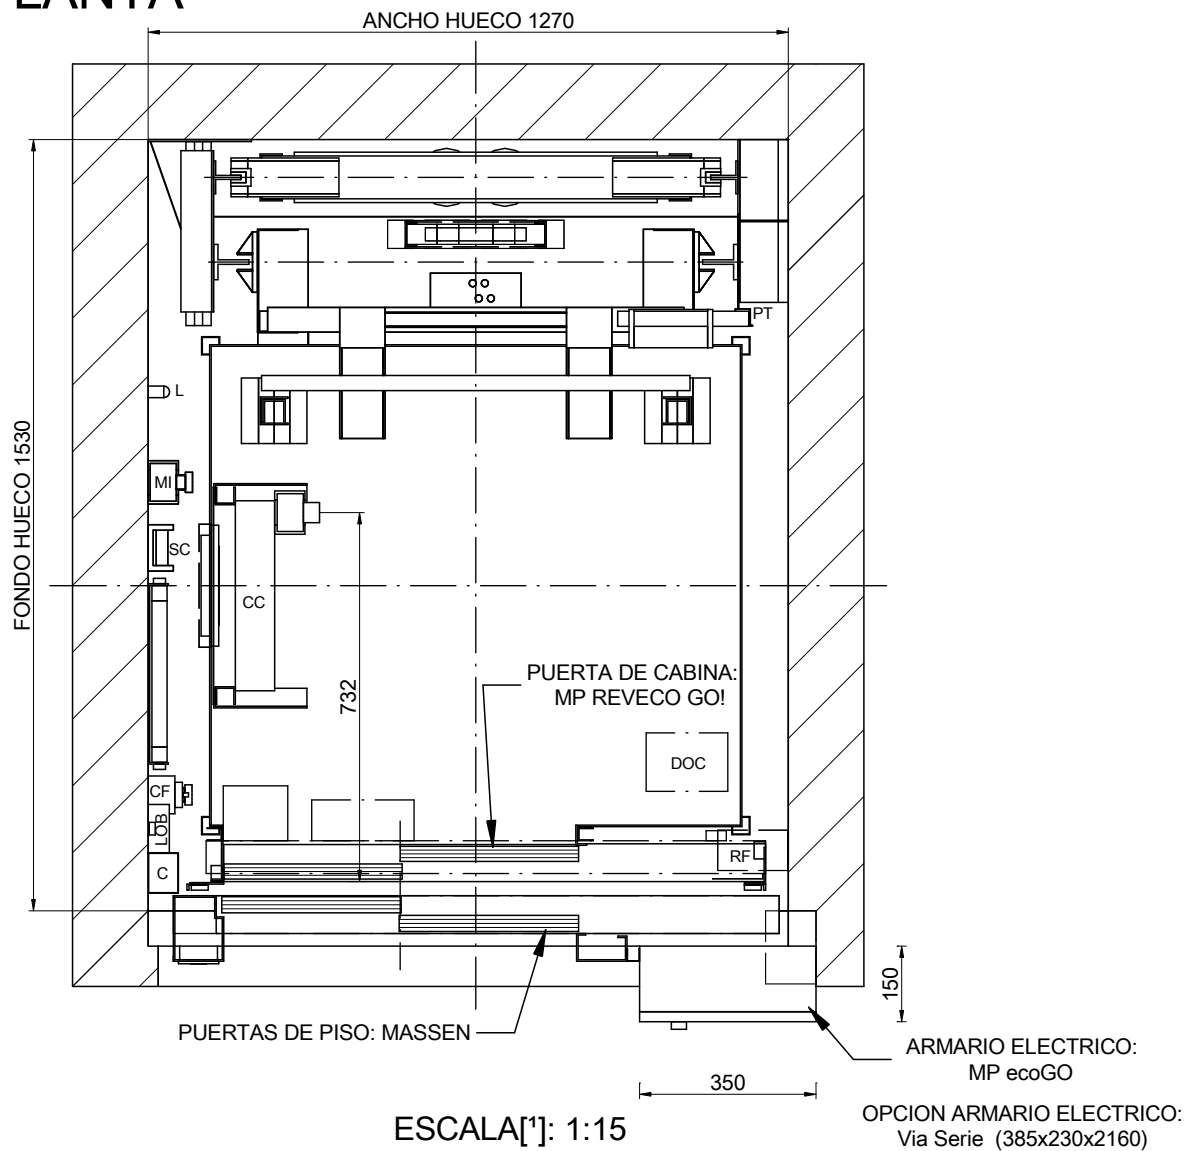 LANTA
ANCHO HUECO 1270
PT
L
FONDO HUECO 1530
MI
SC
CC
732
PUERTA DE CABINA:
MP REVECO GO!
DOC
CF
LOB
C
RF
150
PUERTAS DE PISO: MASSEN
ARMARIO ELECTRICO:
MP ecoGO
350
ESCALA[¹]: 1:15
OPCION ARMARIO ELECTRICO:
Via Serie (385x230x2160)